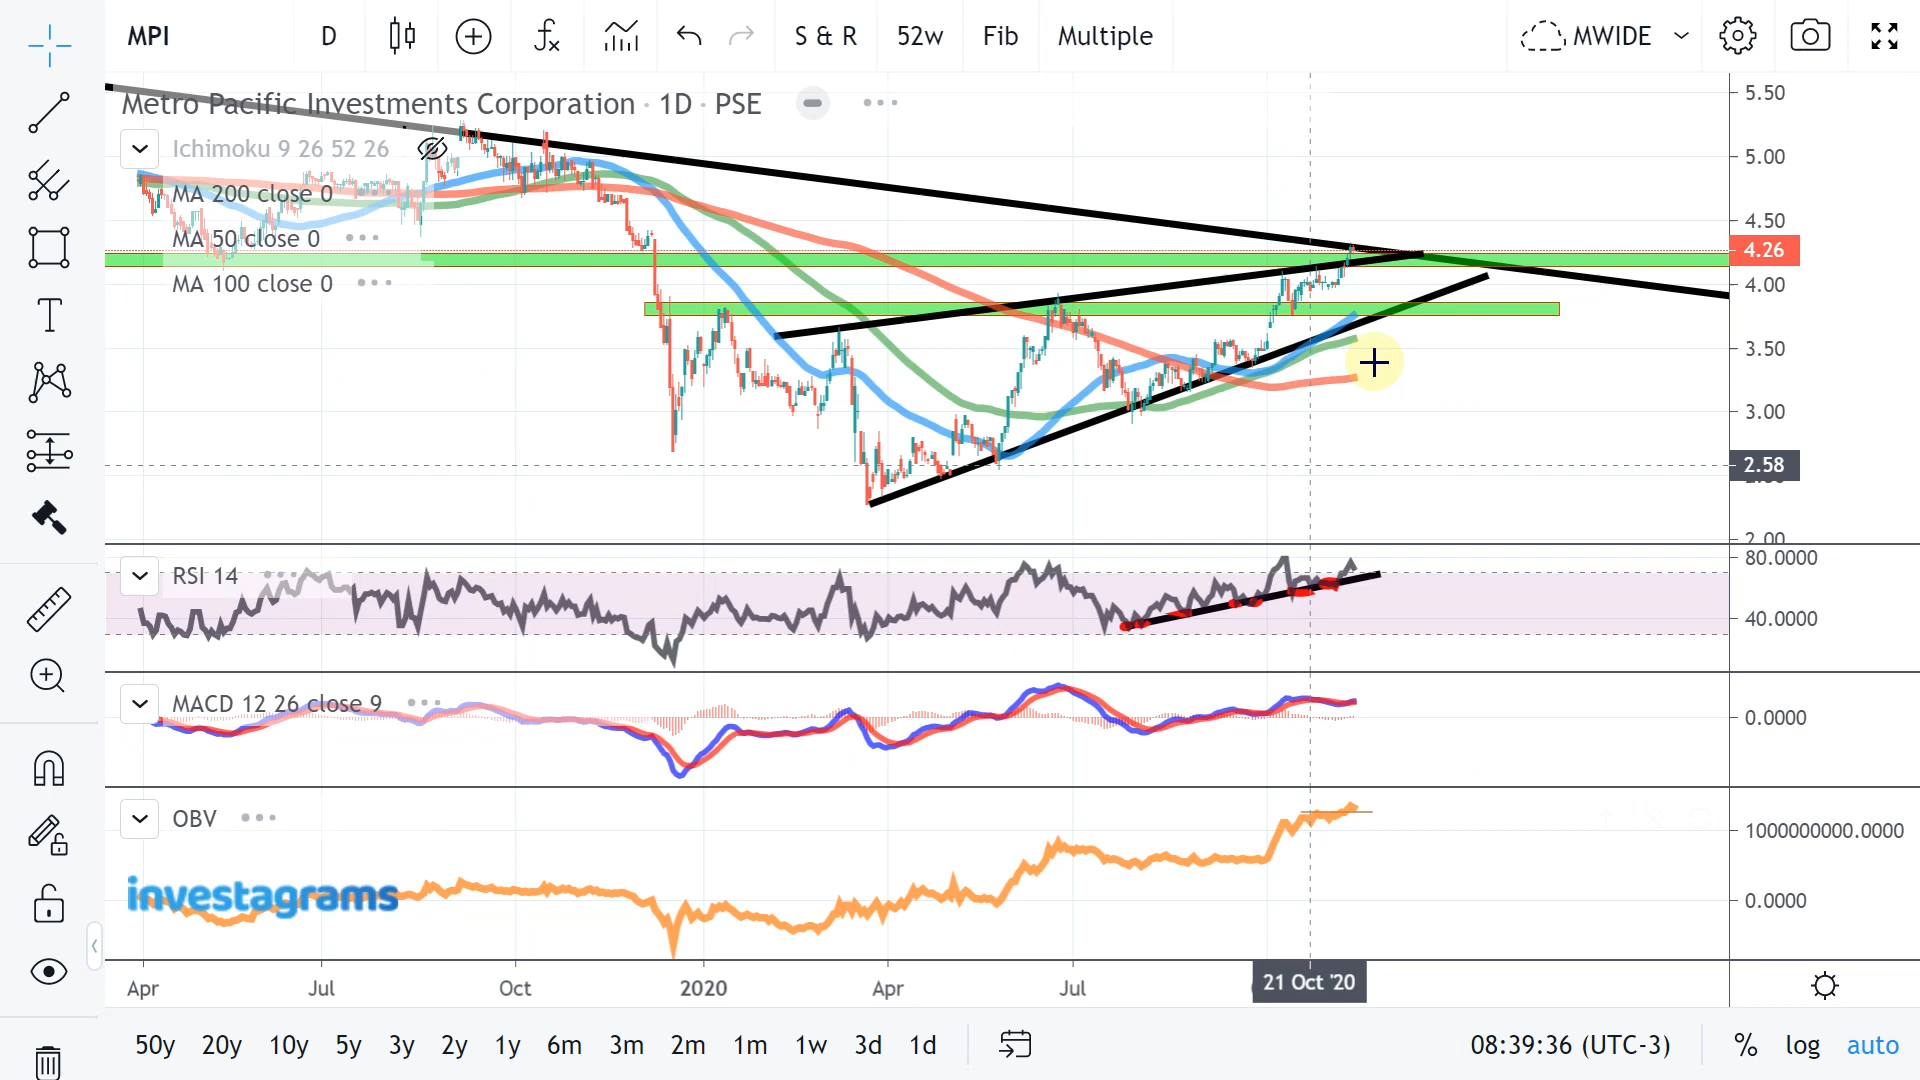 MPI D S & R 52w Fib Multiple MWIDE
Metro Pacific Investments Corporation · 1D · PSE
Ichimoku 9 26 52 26
MA 200 close 0
MA 50 close 0
MA 100 close 0
5.50
5.00
4.50
4.26
4.00
3.50
3.00
2.58
2.00
RSI 14
80.0000
40.0000
MACD 12 26 close 9
0.0000
OBV
1000000000.0000
0.0000
investagrams
Apr Jul Oct 2020 Apr Jul 21 Oct '20
50y 20y 10y 5y 3y 2y 1y 6m 3m 2m 1m 1w 3d 1d 08:39:36 (UTC-3) % log auto